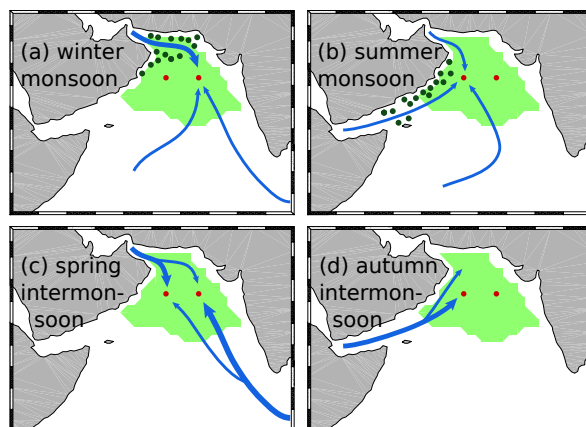 (a) winter
monsoon
(b) summer
monsoon
(c) spring
intermon-
soon
(d) autumn
intermon-
soon